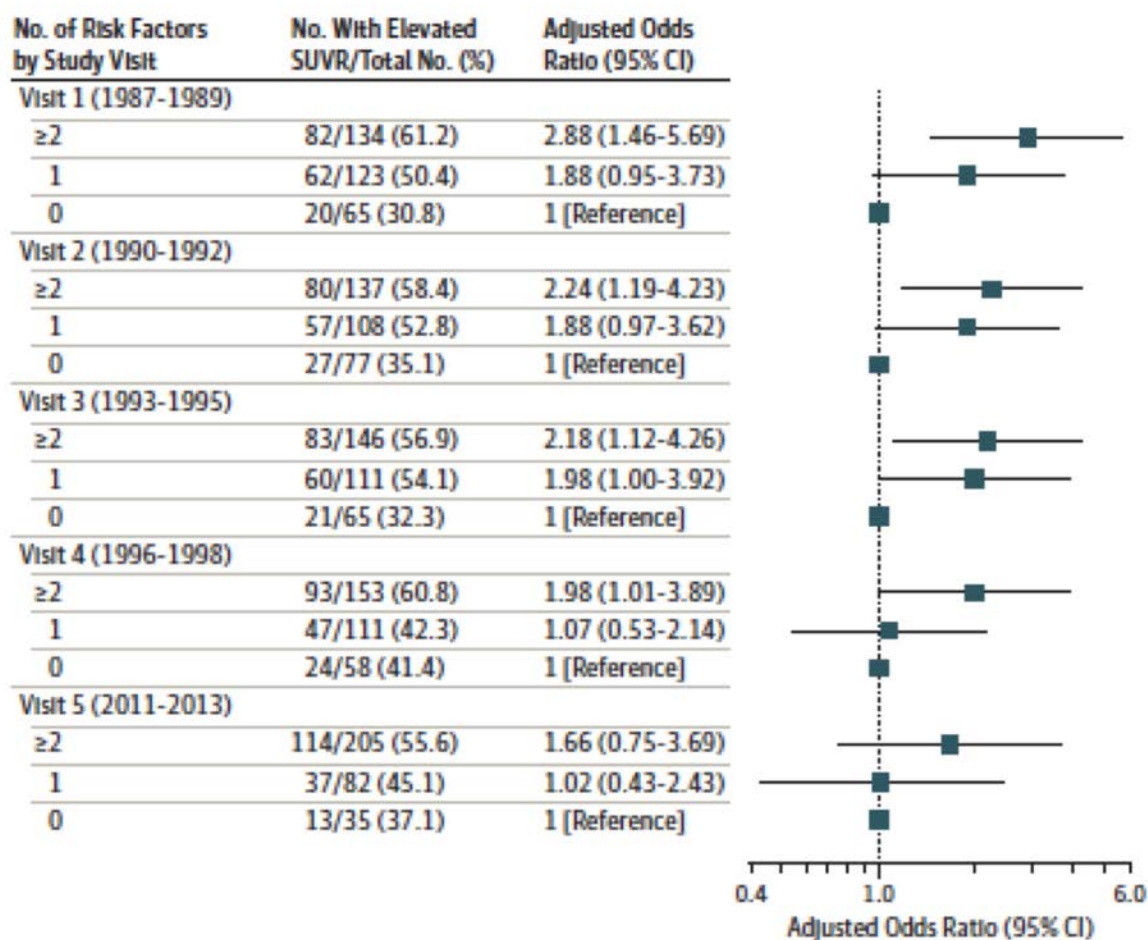 No. of Risk Factors by Study Visit No. With Elevated SUVR/Total No. (%) Adjusted Odds Ratio (95% CI)
Visit 1 (1987-1989)
≥2 82/134 (61.2) 2.88 (1.46-5.69)
1 62/123 (50.4) 1.88 (0.95-3.73)
0 20/65 (30.8) 1 [Reference]
Visit 2 (1990-1992)
≥2 80/137 (58.4) 2.24 (1.19-4.23)
1 57/108 (52.8) 1.88 (0.97-3.62)
0 27/77 (35.1) 1 [Reference]
Visit 3 (1993-1995)
≥2 83/146 (56.9) 2.18 (1.12-4.26)
1 60/111 (54.1) 1.98 (1.00-3.92)
0 21/65 (32.3) 1 [Reference]
Visit 4 (1996-1998)
≥2 93/153 (60.8) 1.98 (1.01-3.89)
1 47/111 (42.3) 1.07 (0.53-2.14)
0 24/58 (41.4) 1 [Reference]
Visit 5 (2011-2013)
≥2 114/205 (55.6) 1.66 (0.75-3.69)
1 37/82 (45.1) 1.02 (0.43-2.43)
0 13/35 (37.1) 1 [Reference]
0.4 1.0 6.0
Adjusted Odds Ratio (95% CI)